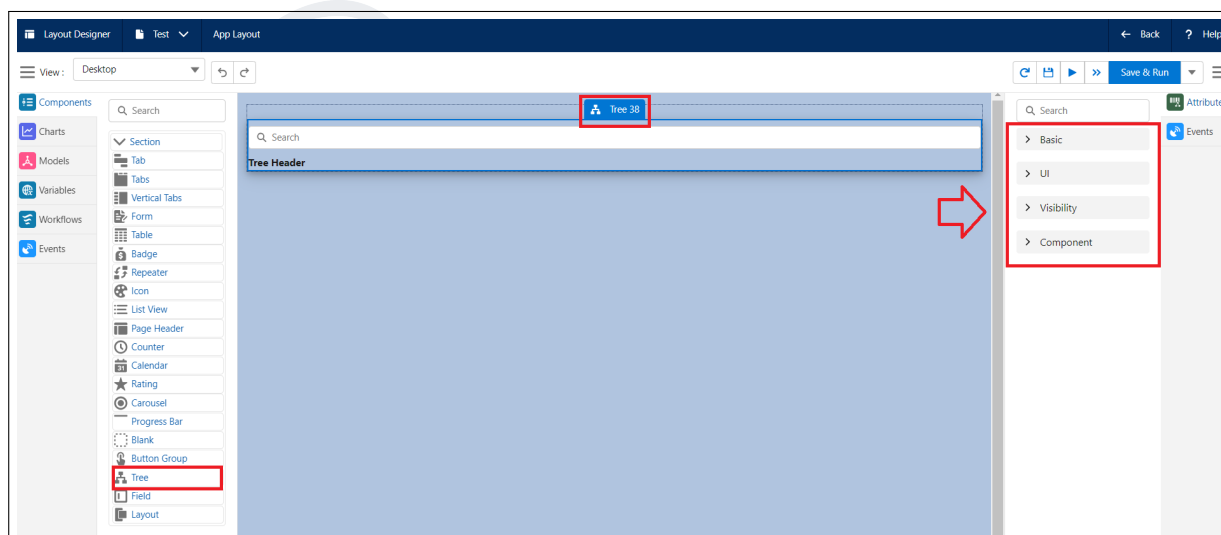 Layout Designer
Test
App Layout
Back
? Help
View :
Desktop
Save & Run
Components
Charts
Models
Variables
Workflows
Events
Search
Section
Tab
Tabs
Vertical Tabs
Form
Table
Badge
Repeater
Icon
List View
Page Header
Counter
Calendar
Rating
Carousel
Progress Bar
Blank
Button Group
Tree
Field
Layout
Tree 38
Search
Tree Header
Search
Basic
UI
Visibility
Component
Attribute
Events